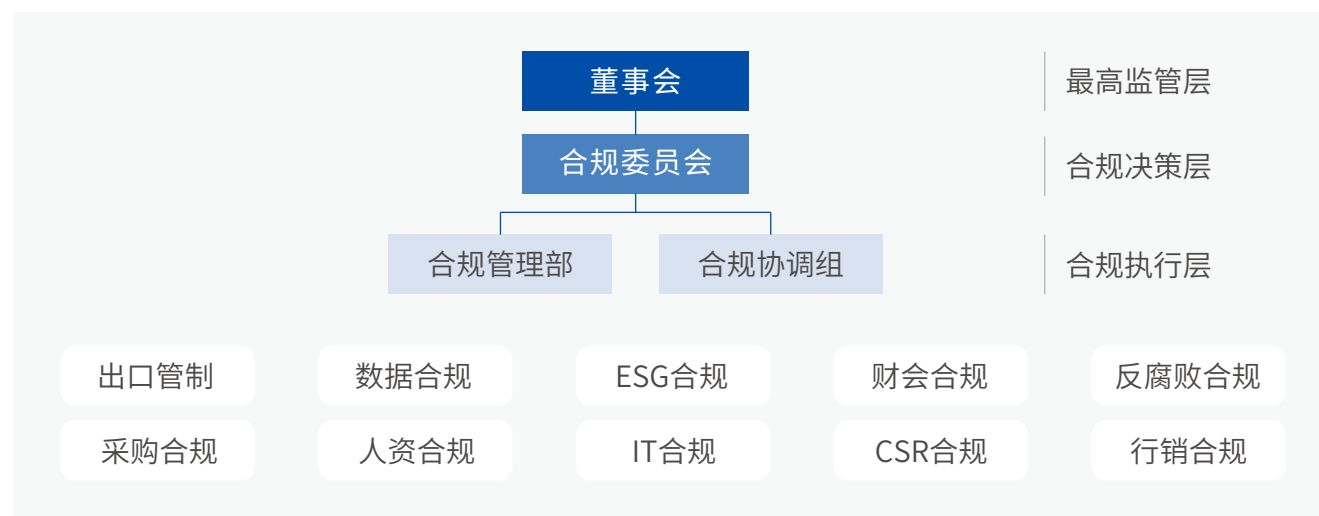 董事会
最高监管层
合规委员会
合规决策层
合规管理部
合规协调组
合规执行层
出口管制
数据合规
ESG合规
财会合规
反腐败合规
采购合规
人资合规
IT合规
CSR合规
行销合规